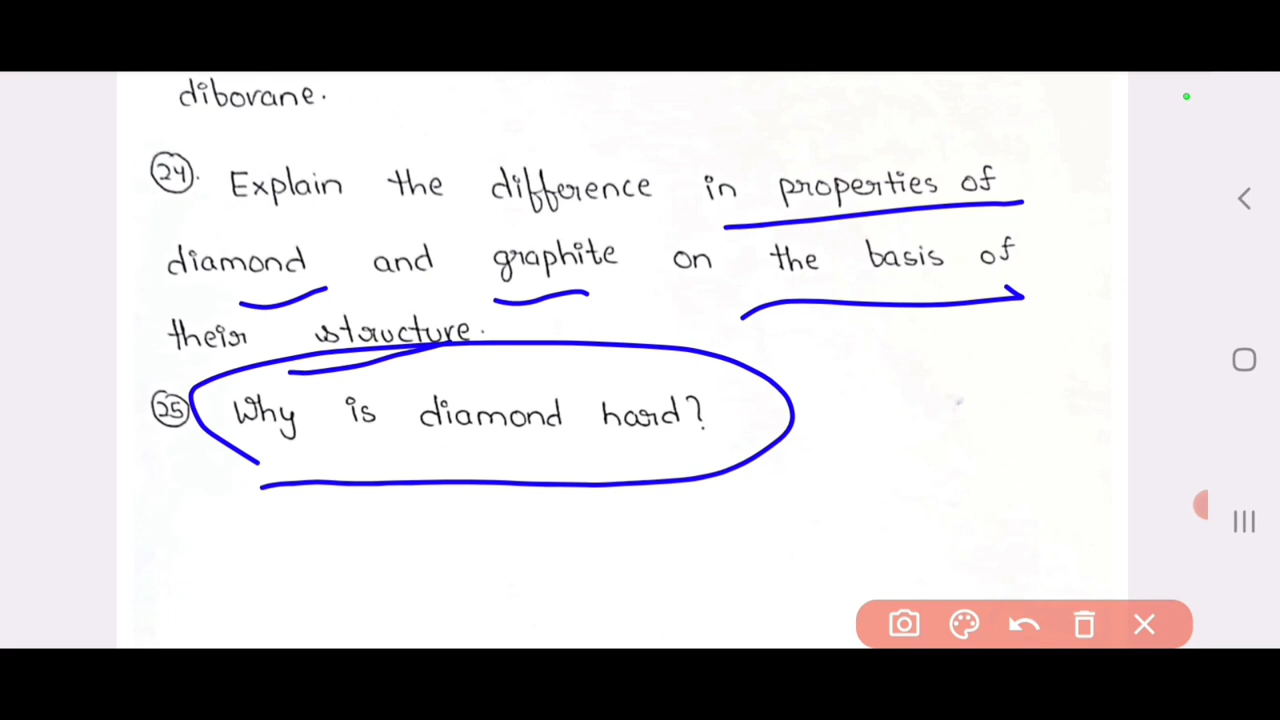 diborane.
24. Explain the difference in properties of
diamond and graphite on the basis of
their structure.
25 Why is diamond hard?